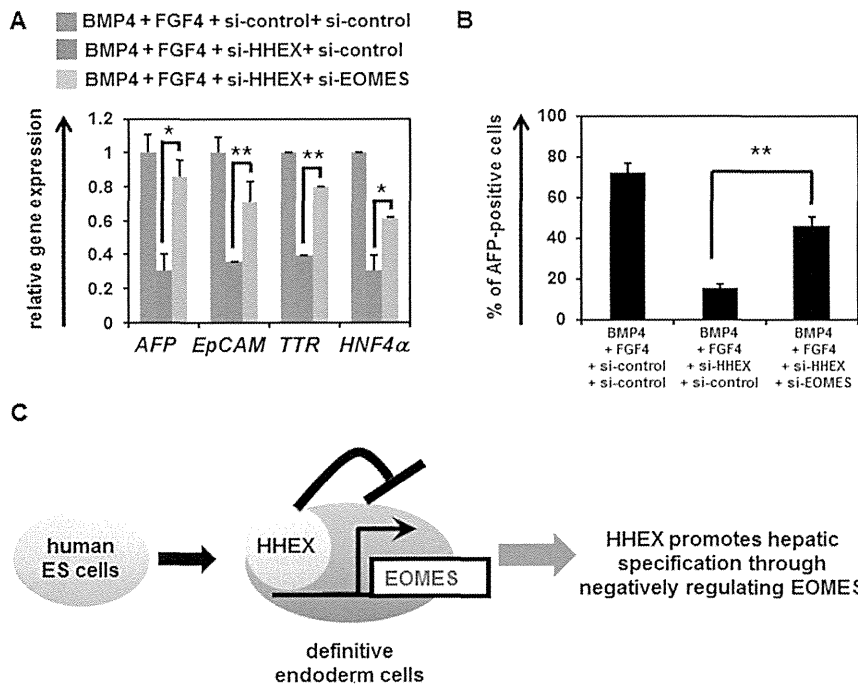 A
BMP4 + FGF4 + si-control+ si-control
BMP4 + FGF4 + si-HHEX+ si-control
BMP4 + FGF4 + si-HHEX+ si-EOMES
relative gene expression
1.2
1
0.8
0.6
0.4
0.2
0
*
**
**
*
AFP
EpCAM
TTR
HNF4α
B
% of AFP-positive cells
100
80
60
40
20
0
**
BMP4
+ FGF4
+ si-control
+ si-control
BMP4
+ FGF4
+ si-HHEX
+ si-control
BMP4
+ FGF4
+ si-HHEX
+ si-EOMES
C
human
ES cells
HHEX
EOMES
definitive
endoderm cells
HHEX promotes hepatic
specification through
negatively regulating EOMES